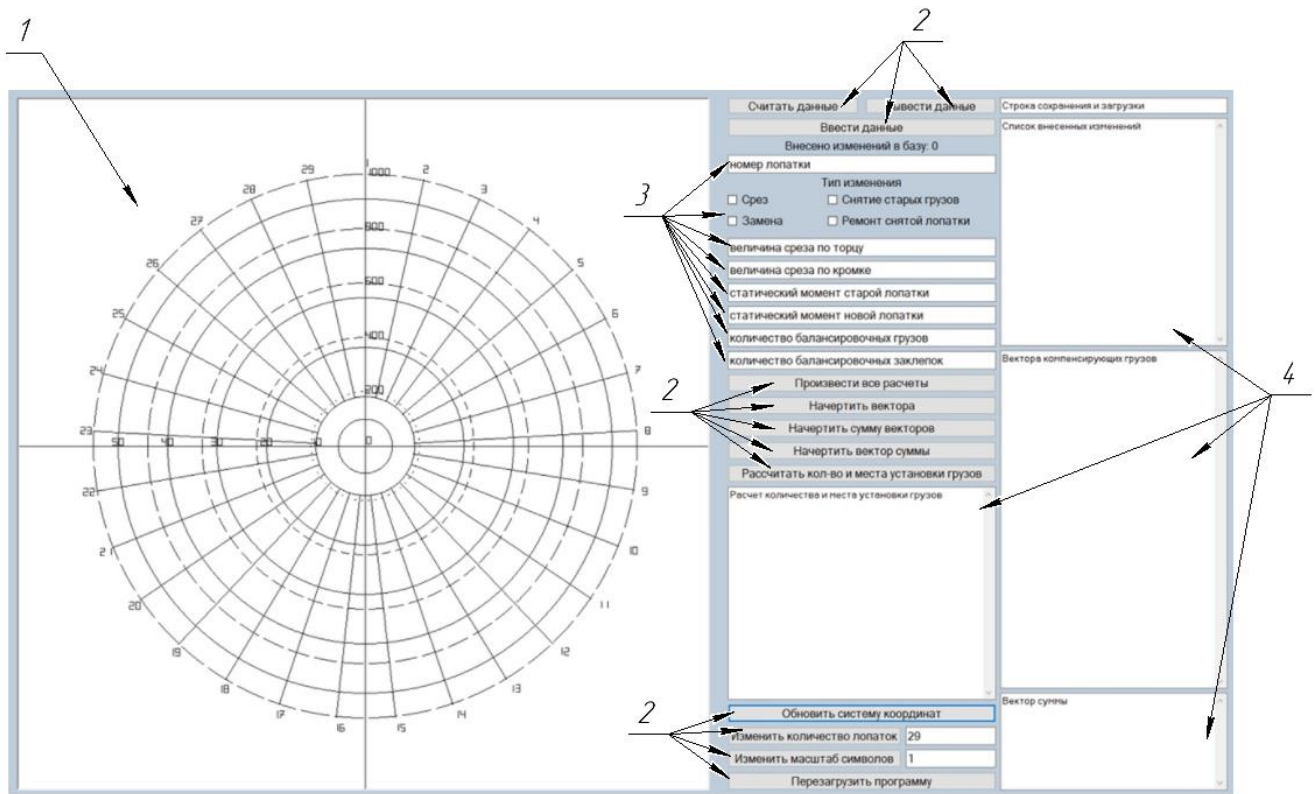 1
2
Считать данные Вывести данные Строка сохранения и загрузки
Ввести данные Список внесенных изменений
Внесено изменений в базу: 0
номер лопатки
Тип изменения
3
Срез Снятие старых грузов
Замена Ремонт снятой лопатки
величина среза по торцу
величина среза по кромке
статический момент старой лопатки
статический момент новой лопатки
количество балансировочных грузов
количество балансировочных заклепок Вектора компенсирующих грузов
2
Произвести все расчеты
4
Начертить вектора
Начертить сумму векторов
Начертить вектор суммы
Рассчитать кол-во и места установки грузов
Расчет количества и места установки грузов
Вектор суммы
2
Обновить систему координат
Изменить количество лопаток 29
Изменить масштаб символов 1
Перезагрузить программу
1
2
3
4
5
6
7
8
9
10
11
12
13
14
15
16
17
18
19
20
21
22
23
24
25
26
27
28
29
1000
800
600
400
200
50 40 30 20 0